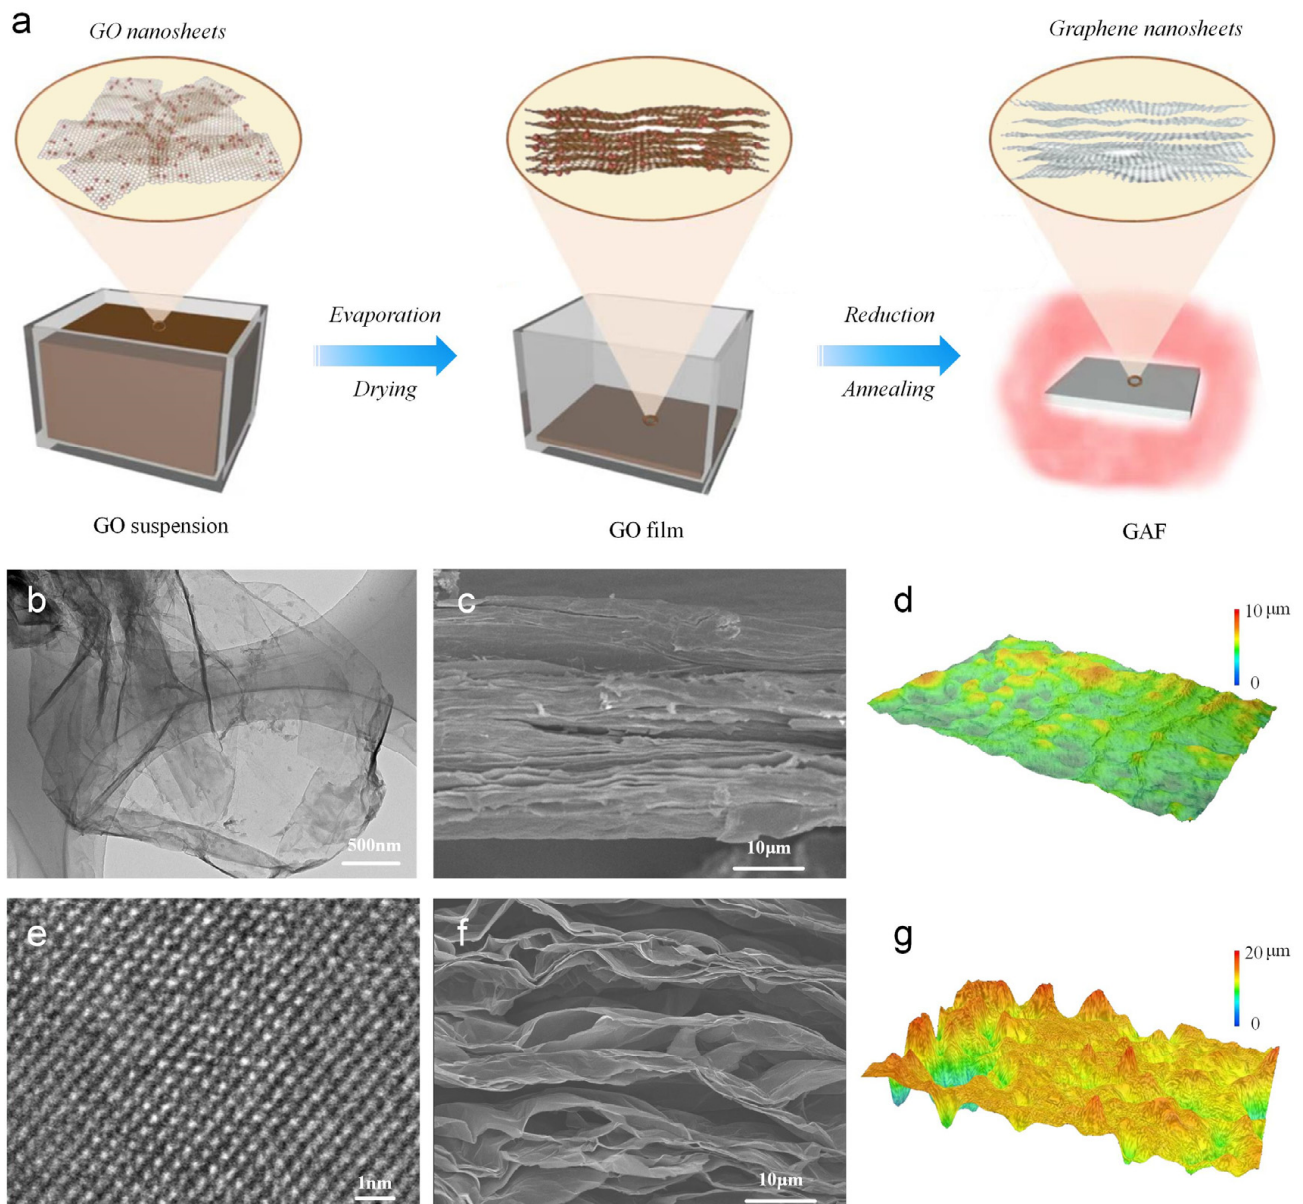 a
GO nanosheets
Graphene nanosheets
Evaporation
Drying
Reduction
Annealing
GO suspension
GO film
GAF
b
500nm
c
10μm
d
10 μm
0
e
1nm
f
10μm
g
20 μm
0